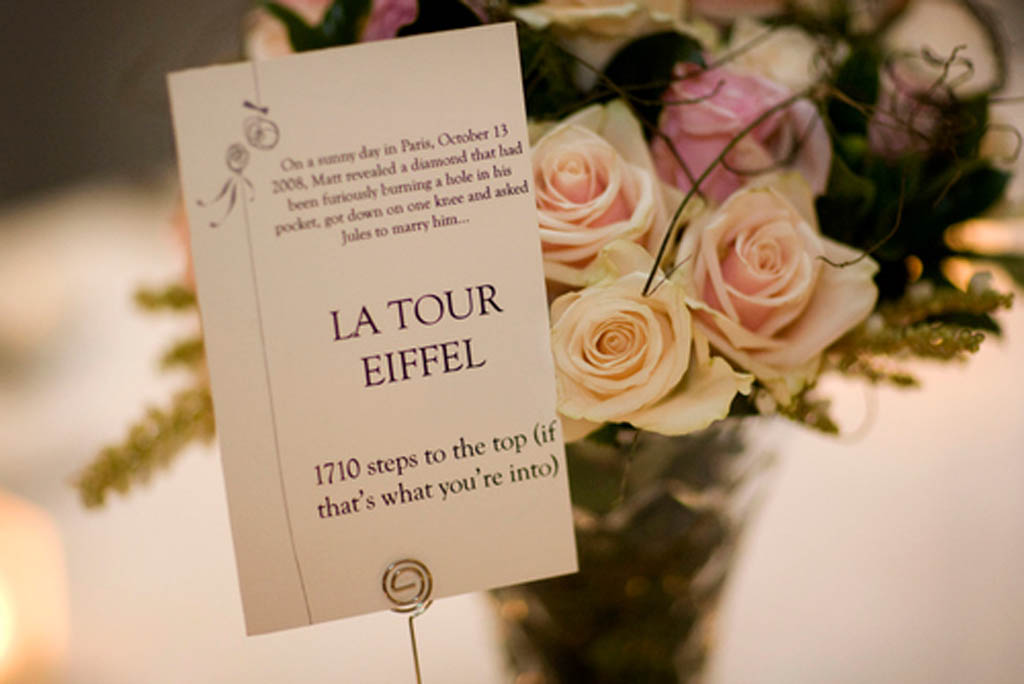 On a sunny day in Paris, October 13
2008, Matt revealed a diamond that had
been furiously burning a hole in his
pocket, got down on one knee and asked
Jules to marry him...
LA TOUR
EIFFEL
1710 steps to the top (if
that's what you're into)